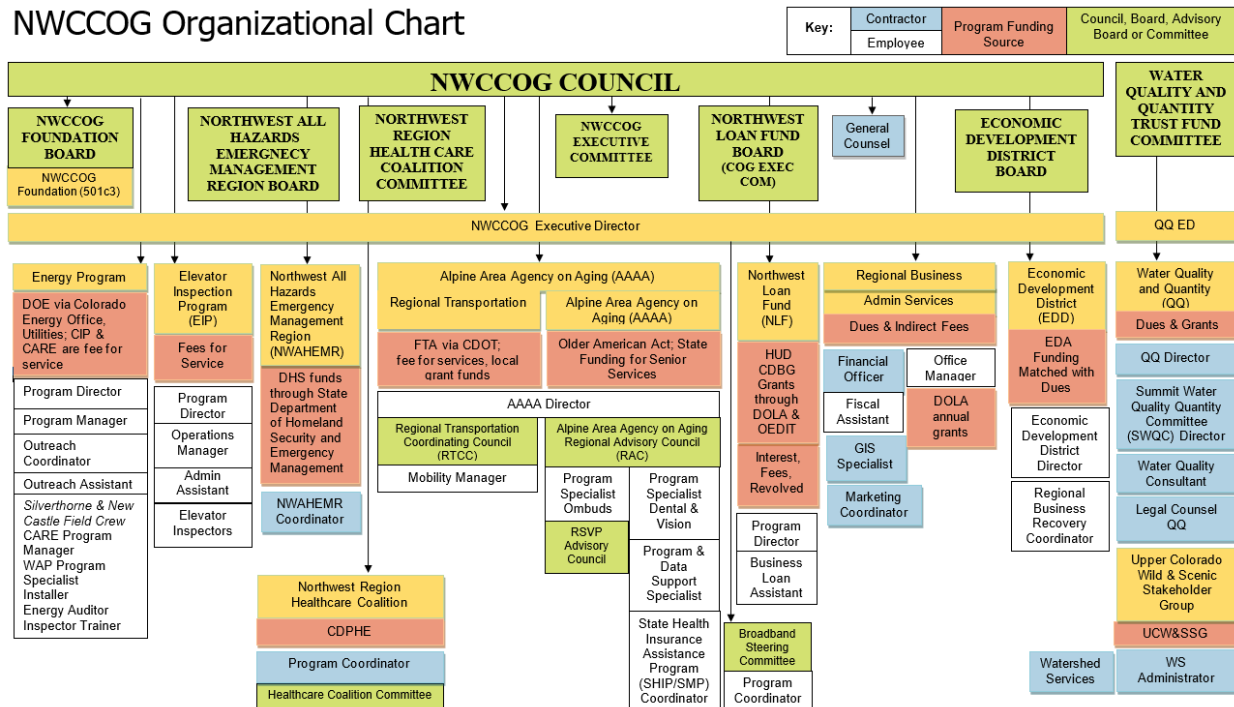 NWCCOG Organizational Chart
Key:
Contractor
Employee
Program Funding
Source
Council, Board, Advisory
Board or Committee
NWCCOG COUNCIL
WATER
QUALITY AND
QUANTITY
TRUST FUND
COMMITTEE
NWCCOG
FOUNDATION
BOARD
NWCCOG
Foundation (501c3)
NORTHWEST ALL
HAZARDS
EMERGNECY
MANAGEMENT
REGION BOARD
NORTHWEST
REGION
HEALTH CARE
COALITION
COMMITTEE
NWCCOG
EXECUTIVE
COMMITTEE
NORTHWEST
LOAN FUND
BOARD
(COG EXEC
COM)
General
Counsel
ECONOMIC
DEVELOPMENT
DISTRICT
BOARD
NWCCOG Executive Director
QQ ED
Energy Program
DOE via Colorado
Energy Office,
Utilities; CIP &
CARE are fee for
service
Program Director
Program Manager
Outreach
Coordinator
Outreach Assistant
Silverthorne & New
Castle Field Crew
CARE Program
Manager
WAP Program
Specialist
Installer
Energy Auditor
Inspector Trainer
Elevator
Inspection
Program
(EIP)
Fees for
Service
Program
Director
Operations
Manager
Admin
Assistant
Elevator
Inspectors
Northwest All
Hazards
Emergency
Management
Region
(NWAHEMR)
DHS funds
through State
Department of
Homeland
Security and
Emergency
Management
NWAHEMR
Coordinator
Northwest Region
Healthcare Coalition
CDPHE
Program Coordinator
Healthcare Coalition Committee
Alpine Area Agency on Aging (AAAA)
Regional Transportation
FTA via CDOT;
fee for services, local
grant funds
Alpine Area Agency on
Aging (AAAA)
Older American Act; State
Funding for Senior
Services
AAAA Director
Regional Transportation
Coordinating Council
(RTCC)
Mobility Manager
Alpine Area Agency on Aging
Regional Advisory Council
(RAC)
Program
Specialist
Ombuds
RSVP
Advisory
Council
Program
Specialist
Dental &
Vision
Program &
Data
Support
Specialist
State Health
Insurance
Assistance
Program
(SHIP/SMP)
Coordinator
Northwest
Loan
Fund
(NLF)
HUD
CDBG
Grants
through
DOLA &
OEDIT
Interest,
Fees,
Revolved
Program
Director
Business
Loan
Assistant
Broadband
Steering
Committee
Program
Coordinator
Regional Business
Admin Services
Dues & Indirect Fees
Financial
Officer
Fiscal
Assistant
GIS
Specialist
Marketing
Coordinator
Office
Manager
DOLA
annual
grants
Economic
Development
District
(EDD)
EDA
Funding
Matched with
Dues
Economic
Development
District
Director
Regional
Business
Recovery
Coordinator
Water Quality
and Quantity
(QQ)
Dues & Grants
QQ Director
Summit Water
Quality Quantity
Committee
(SWQC) Director
Water Quality
Consultant
Legal Counsel
QQ
Upper Colorado
Wild & Scenic
Stakeholder
Group
UCW&SSG
Watershed
Services
WS
Administrator